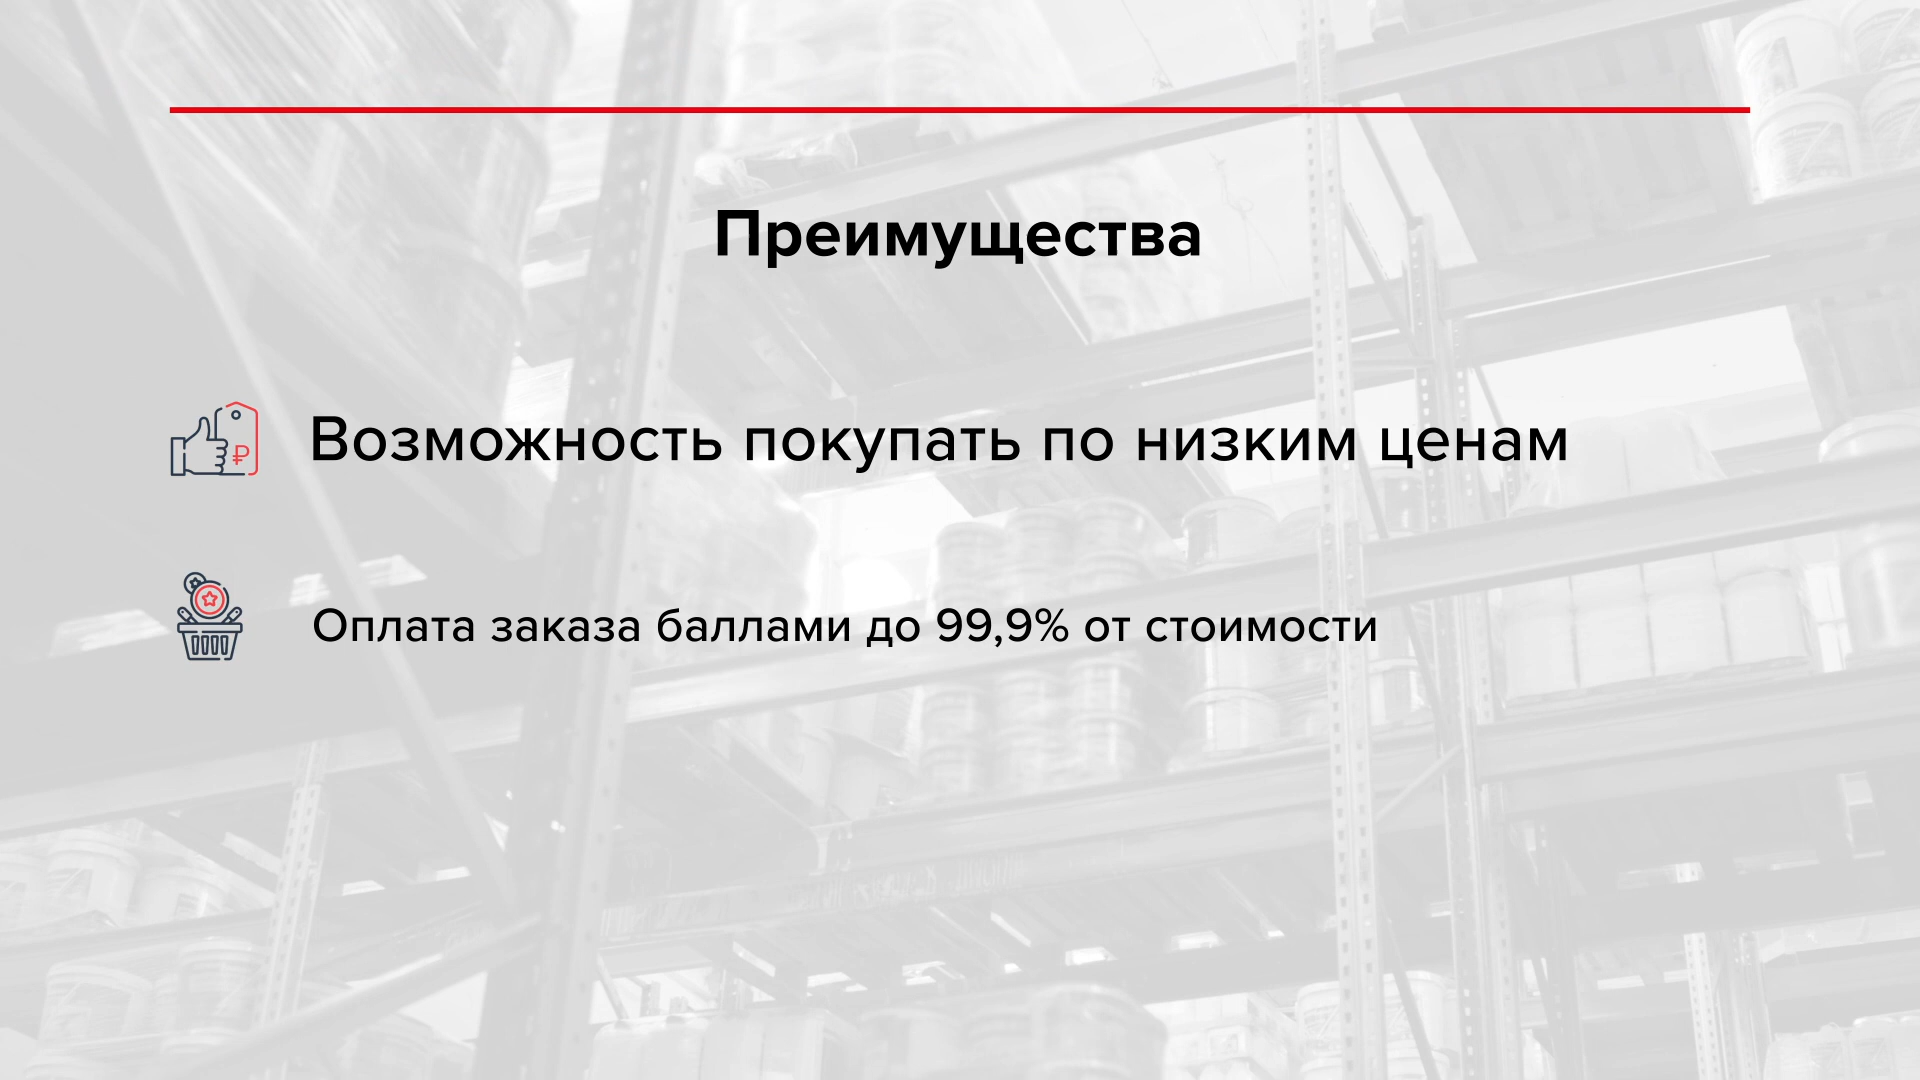 Преимущества
Возможность покупать по низким ценам
Оплата заказа баллами до 99,9% от стоимости